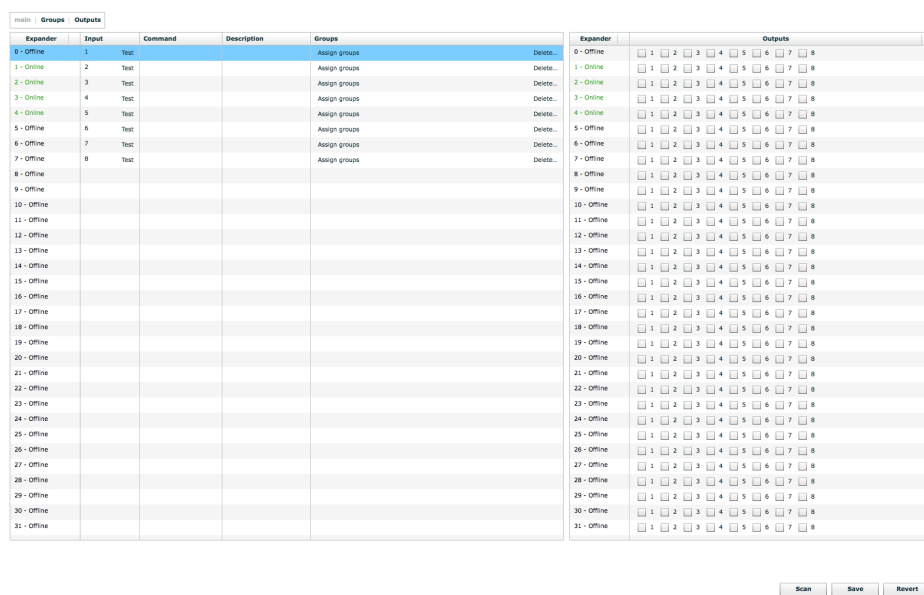 main Groups Outputs
Expander Input Command Description Groups Expander Outputs
0 - Offline 1 Test Assign groups Delete... 0 - Offline 1 2 3 4 5 6 7 8
1 - Online 2 Test Assign groups Delete... 1 - Online 1 2 3 4 5 6 7 8
2 - Online 3 Test Assign groups Delete... 2 - Online 1 2 3 4 5 6 7 8
3 - Online 4 Test Assign groups Delete... 3 - Online 1 2 3 4 5 6 7 8
4 - Online 5 Test Assign groups Delete... 4 - Online 1 2 3 4 5 6 7 8
5 - Offline 6 Test Assign groups Delete... 5 - Offline 1 2 3 4 5 6 7 8
6 - Offline 7 Test Assign groups Delete... 6 - Offline 1 2 3 4 5 6 7 8
7 - Offline 8 Test Assign groups Delete... 7 - Offline 1 2 3 4 5 6 7 8
8 - Offline 8 - Offline 1 2 3 4 5 6 7 8
9 - Offline 9 - Offline 1 2 3 4 5 6 7 8
10 - Offline 10 - Offline 1 2 3 4 5 6 7 8
11 - Offline 11 - Offline 1 2 3 4 5 6 7 8
12 - Offline 12 - Offline 1 2 3 4 5 6 7 8
13 - Offline 13 - Offline 1 2 3 4 5 6 7 8
14 - Offline 14 - Offline 1 2 3 4 5 6 7 8
15 - Offline 15 - Offline 1 2 3 4 5 6 7 8
16 - Offline 16 - Offline 1 2 3 4 5 6 7 8
17 - Offline 17 - Offline 1 2 3 4 5 6 7 8
18 - Offline 18 - Offline 1 2 3 4 5 6 7 8
19 - Offline 19 - Offline 1 2 3 4 5 6 7 8
20 - Offline 20 - Offline 1 2 3 4 5 6 7 8
21 - Offline 21 - Offline 1 2 3 4 5 6 7 8
22 - Offline 22 - Offline 1 2 3 4 5 6 7 8
23 - Offline 23 - Offline 1 2 3 4 5 6 7 8
24 - Offline 24 - Offline 1 2 3 4 5 6 7 8
25 - Offline 25 - Offline 1 2 3 4 5 6 7 8
26 - Offline 26 - Offline 1 2 3 4 5 6 7 8
27 - Offline 27 - Offline 1 2 3 4 5 6 7 8
28 - Offline 28 - Offline 1 2 3 4 5 6 7 8
29 - Offline 29 - Offline 1 2 3 4 5 6 7 8
30 - Offline 30 - Offline 1 2 3 4 5 6 7 8
31 - Offline 31 - Offline 1 2 3 4 5 6 7 8
Scan Save Revert